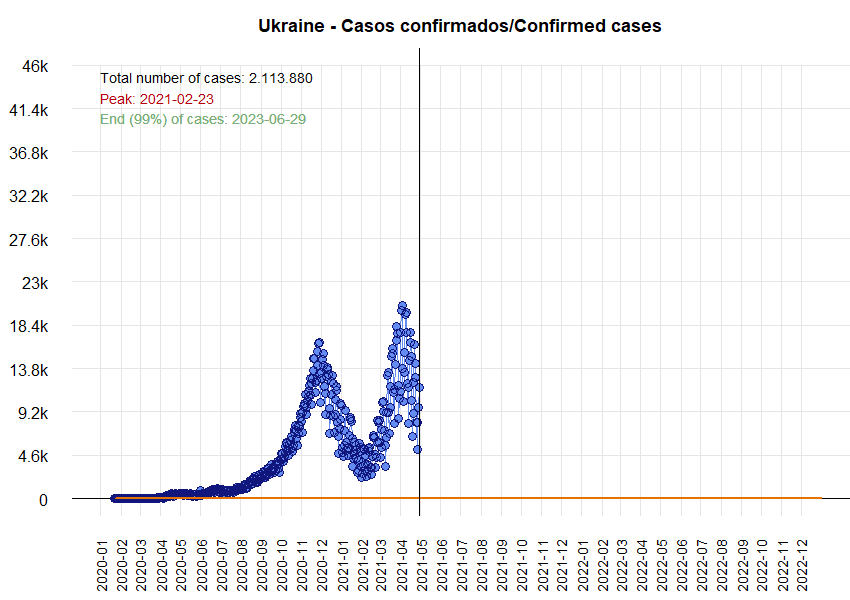 Ukraine - Casos confirmados/Confirmed cases
46k
Total number of cases: 2.113.880
Peak: 2021-02-23
41.4k
End (99%) of cases: 2023-06-29
36.8k
32.2k
27.6k
23k
18.4k
13.8k
9.2k
4.6k
0
2020-01
2020-02
2020-03
2020-04
2020-05
2020-06
2020-07
2020-08
2020-09
2020-10
2020-11
2020-12
2021-01
2021-02
2021-03
2021-04
2021-05
2021-06
2021-07
2021-08
2021-09
2021-10
2021-11
2021-12
2022-01
2022-02
2022-03
2022-04
2022-05
2022-06
2022-07
2022-08
2022-09
2022-10
2022-11
2022-12